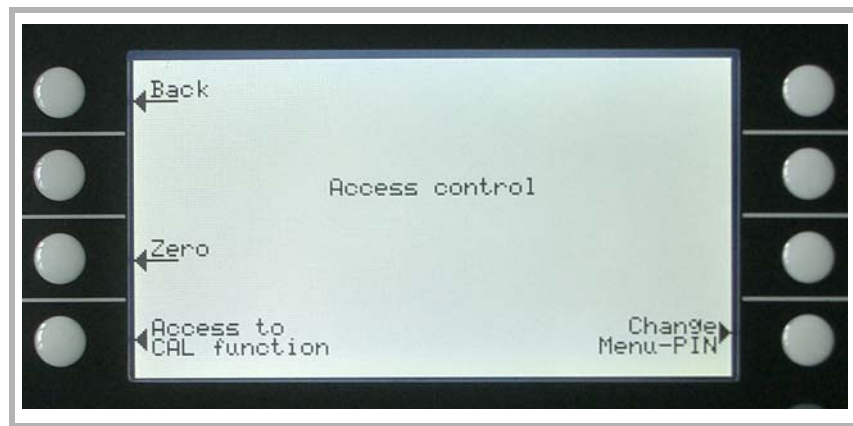 Back
Access control
Zero
Access to
CAL function
Change
Menu-PIN